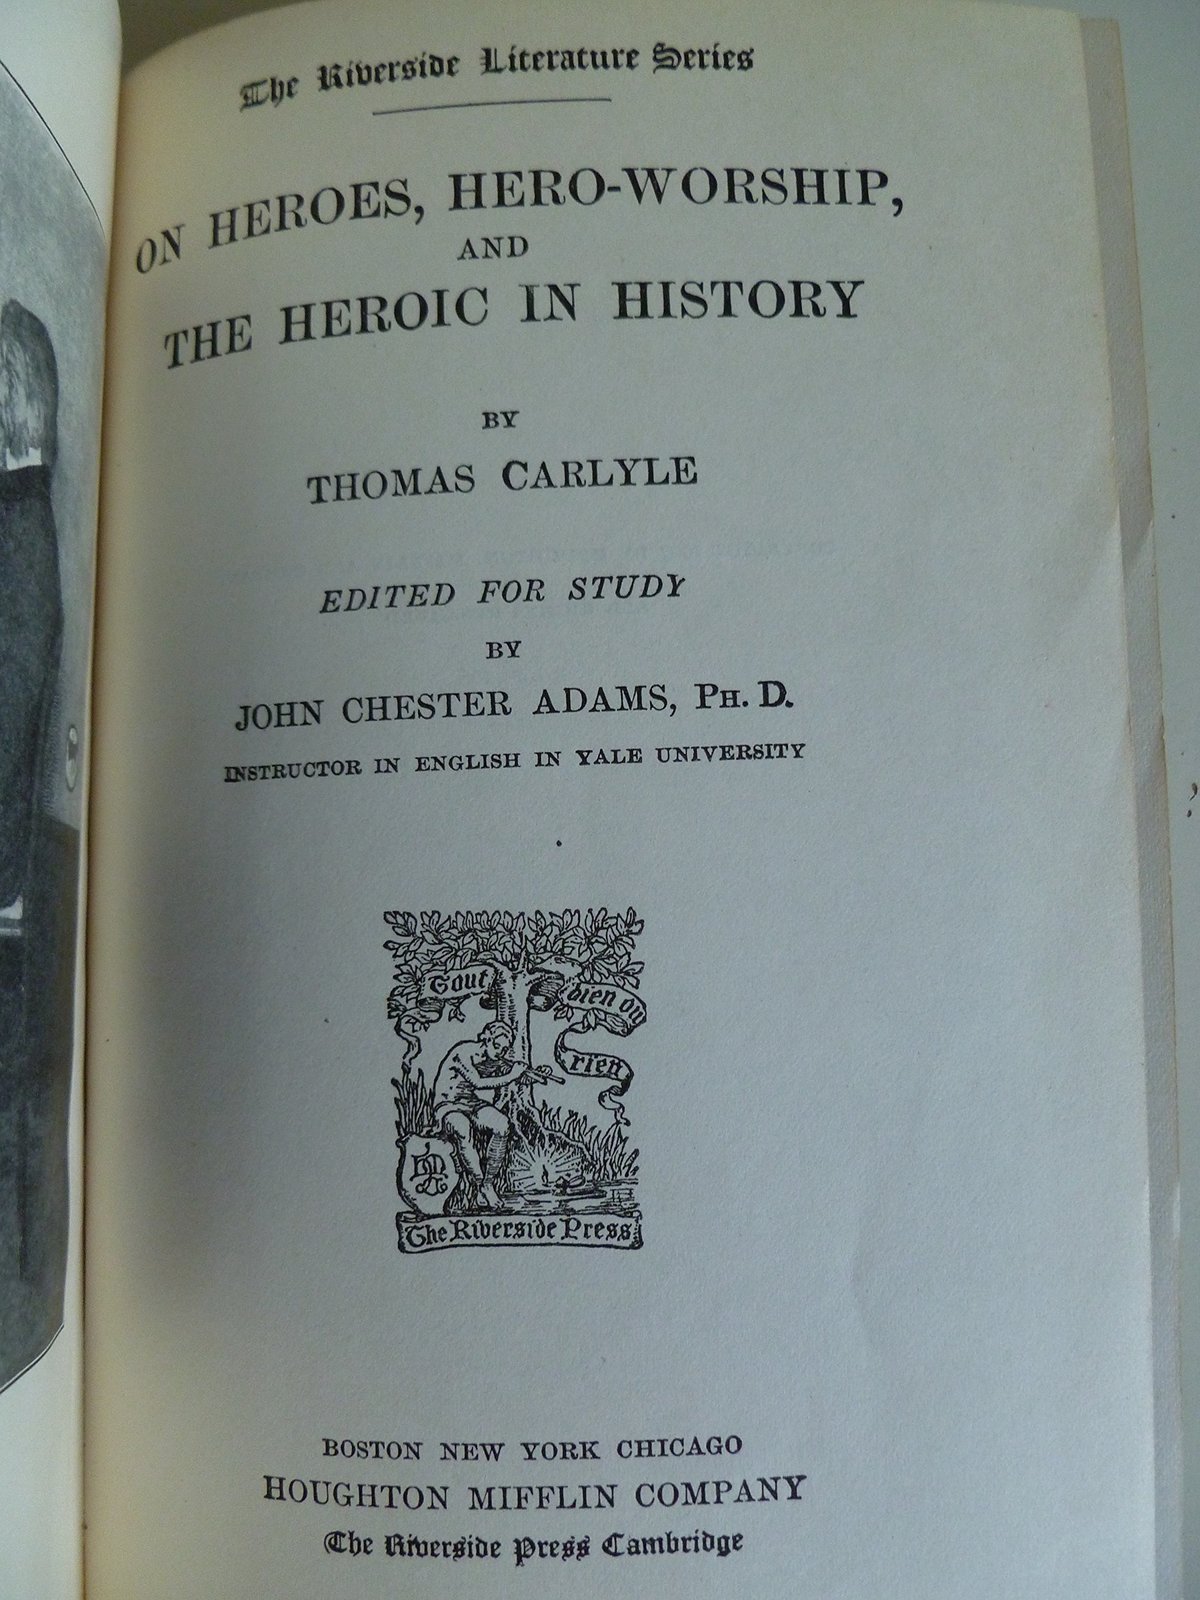 The Riverside Literature Series
ON HEROES, HERO-WORSHIP,
AND
THE HEROIC IN HISTORY
BY
THOMAS CARLYLE
EDITED FOR STUDY
BY
JOHN CHESTER ADAMS, PH. D.
INSTRUCTOR IN ENGLISH IN YALE UNIVERSITY
Tout
bien ou
rien
The Riverside Press
BOSTON NEW YORK CHICAGO
HOUGHTON MIFFLIN COMPANY
The Riverside Press Cambridge